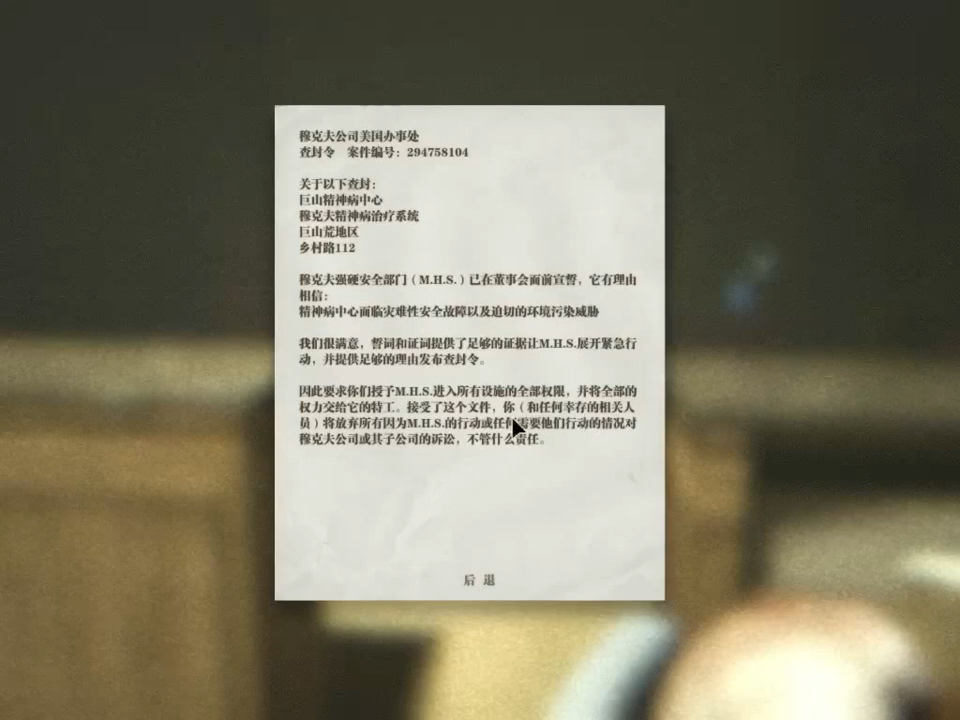 穆克夫公司美国办事处
查封令　案件编号：294758104
关于以下查封：
巨山精神病中心
穆克夫精神病治疗系统
巨山荒地区
乡村路112
穆克夫强硬安全部门（M.H.S.）已在董事会面前宣誓，它有理由
相信：
精神病中心面临灾难性安全故障以及迫切的环境污染威胁
我们很满意，誓词和证词提供了足够的证据让M.H.S.展开紧急行
动，并提供足够的理由发布查封令。
因此要求你们授予M.H.S.进入所有设施的全部权限，并将全部的
权力交给它的特工。接受了这个文件，你（和任何幸存的相关人
员）将放弃所有因为M.H.S.的行动或任何需要他们行动的情况对
穆克夫公司或其子公司的诉讼，不管什么责任。
后 退